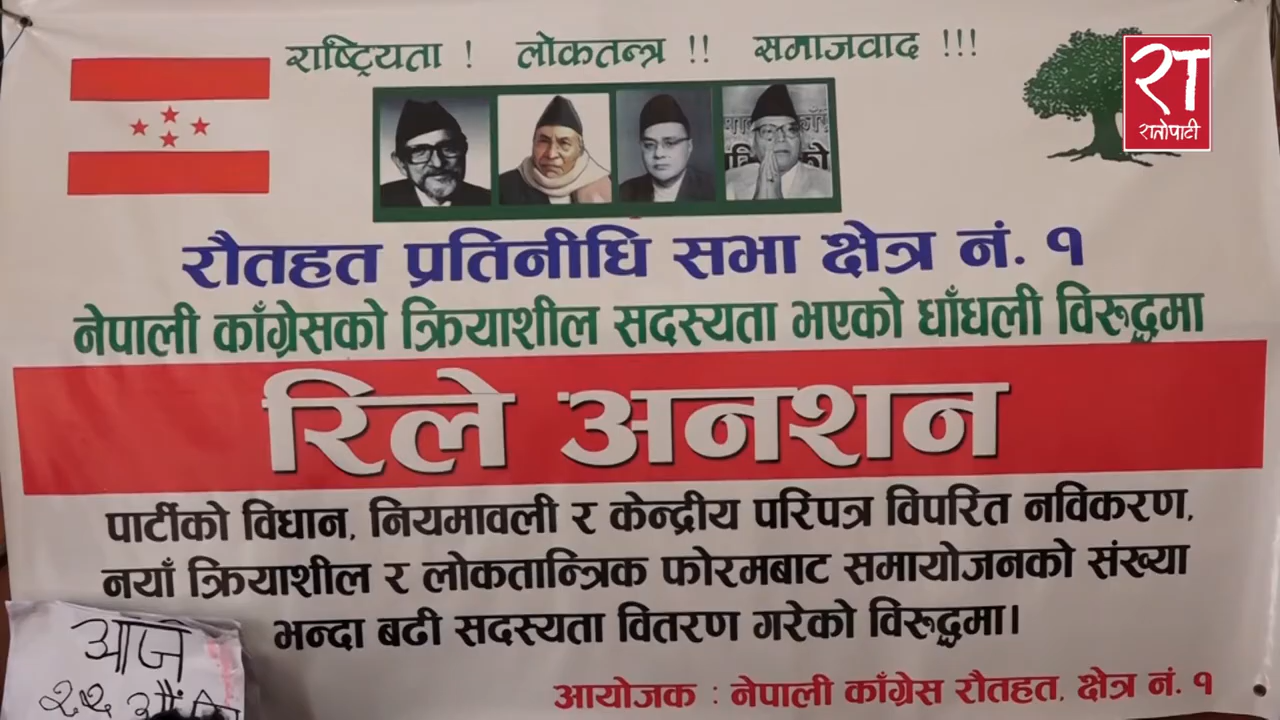 राष्ट्रियता ! लोकतन्त्र !! समाजवाद !!!
रा
रातोपाटी
रौतहत प्रतिनीधि सभा क्षेत्र नं. १
नेपाली काँग्रेसको क्रियाशील सदस्यता भएको धाँधली विरुद्धमा
रिले अनशन
पार्टीको विधान, नियमावली र केन्द्रीय परिपत्र विपरित नविकरण,
नयाँ क्रियाशील र लोकतान्त्रिक फोरमबाट समायोजनको संख्या
भन्दा बढी सदस्यता वितरण गरेको विरुद्धमा।
आज
२२ औं
आयोजक : नेपाली काँग्रेस रौतहत, क्षेत्र नं. १